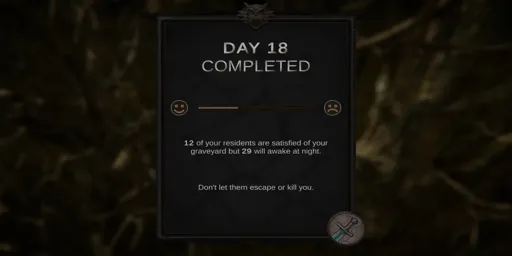 DAY 18
COMPLETED
12 of your residents are satisfied of your
graveyard but 29 will awake at night.
Don't let them escape or kill you.